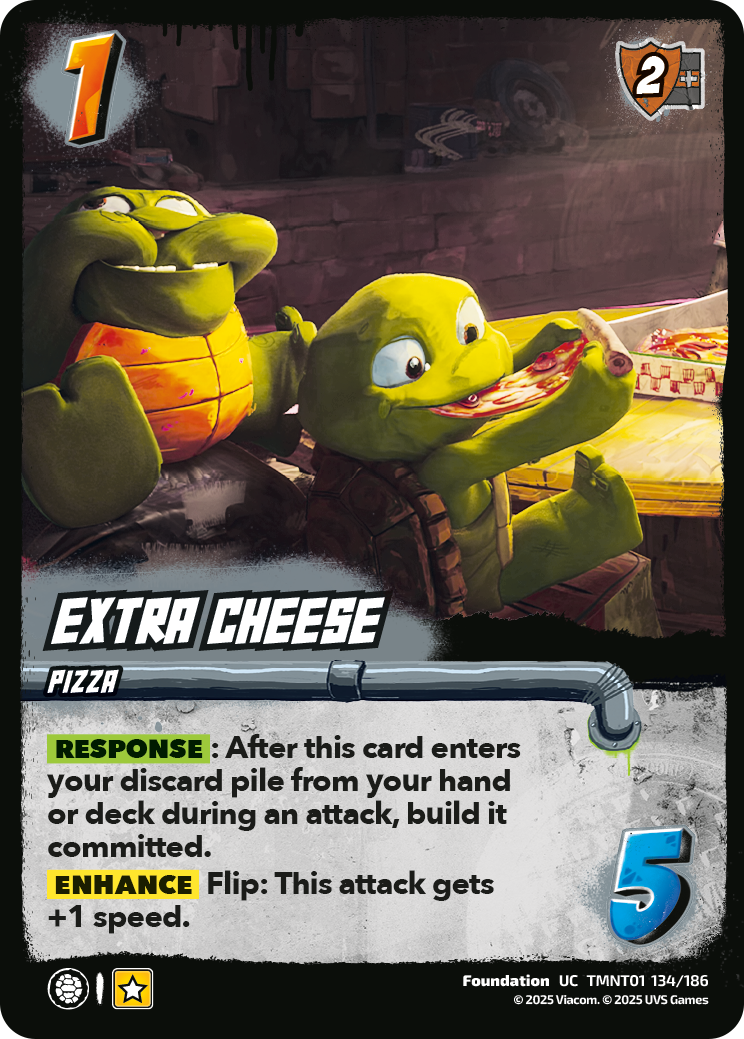 1
2
EXTRA CHEESE
PIZZA
RESPONSE : After this card enters
your discard pile from your hand
or deck during an attack, build it
committed.
ENHANCE Flip: This attack gets
+1 speed.
5
Foundation UC TMNT01 134/186
© 2025 Viacom. © 2025 UVS Games